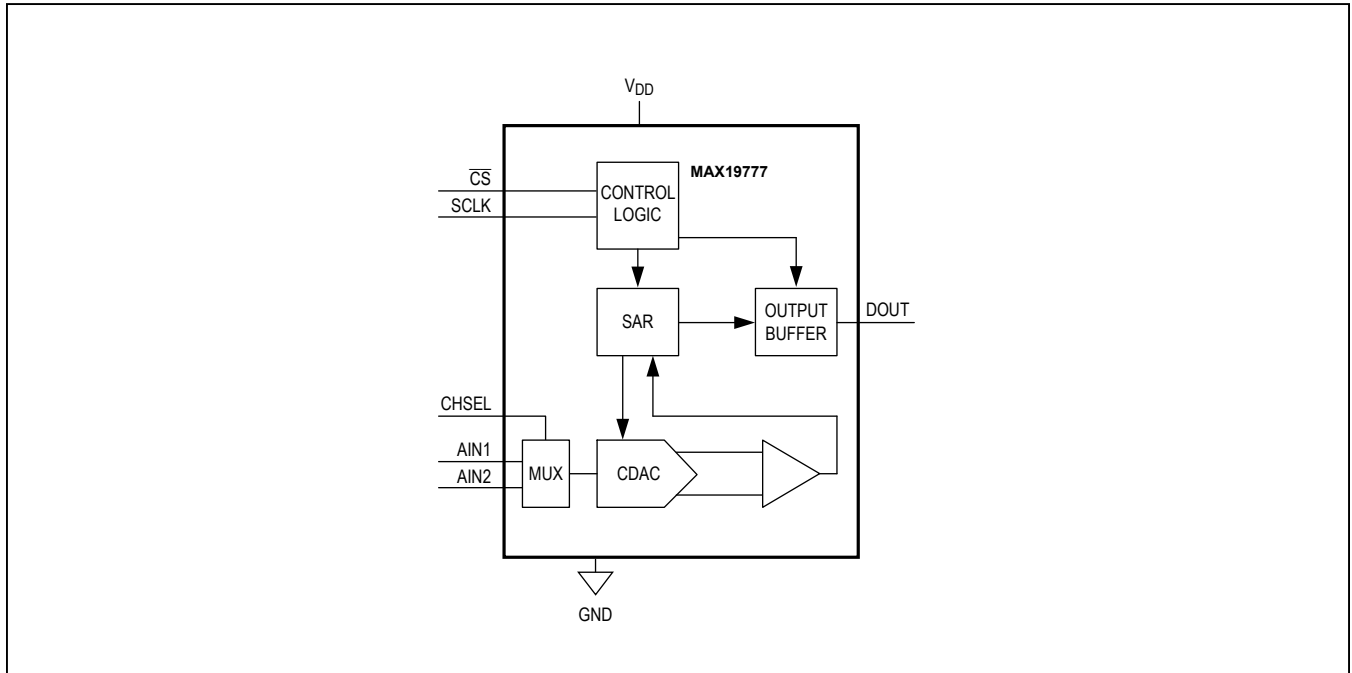 VDD
MAX19777
CS
SCLK
CONTROL
LOGIC
SAR
OUTPUT
BUFFER
DOUT
CHSEL
AIN1
AIN2
MUX
CDAC
GND